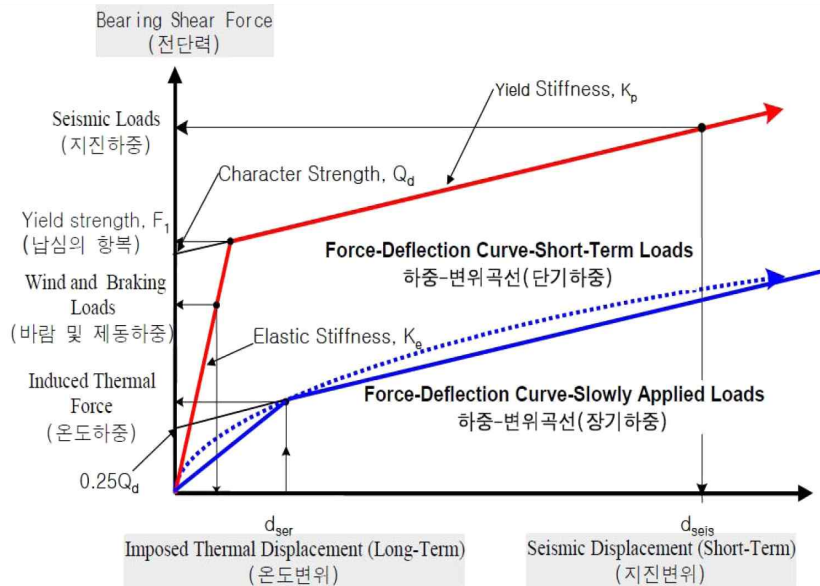 Bearing Shear Force
(전단력)
Yield Stiffness, Kp
Seismic Loads
(지진하중)
Character Strength, Qd
Yield strength, F1
(납심의 항복)
Force-Deflection Curve-Short-Term Loads
하중-변위곡선(단기하중)
Wind and Braking
Loads
(바람 및 제동하중)
Elastic Stiffness, Ke
Induced Thermal
Force
(온도하중)
Force-Deflection Curve-Slowly Applied Loads
하중-변위곡선(장기하중)
0.25Qd
dser
dseis
Imposed Thermal Displacement (Long-Term)
(온도변위)
Seismic Displacement (Short-Term)
(지진변위)